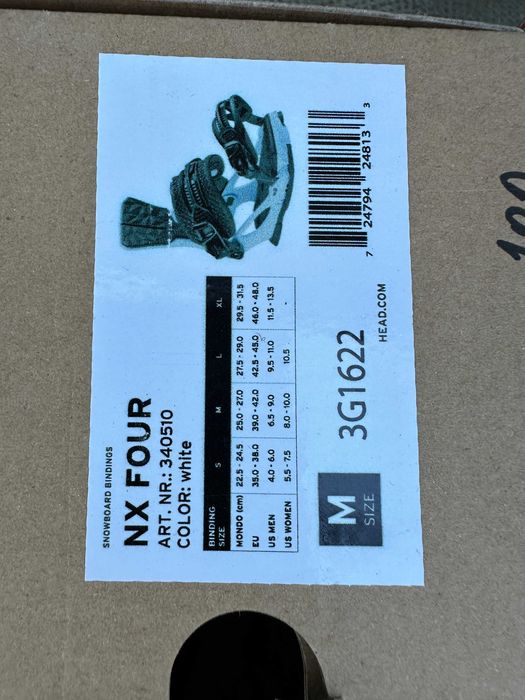 SNOWBOARD BINDINGS
NX FOUR
ART. NR.: 340510
COLOR: white
BINDING SIZE S M L XL
MONDO (cm) 22.5 - 24.5 25.0 - 27.0 27.5 - 29.0 29.5 - 31.5
EU 35.0 - 38.0 39.0 - 42.0 42.5 - 45.0 46.0 - 48.0
US MEN 4.0 - 6.0 6.5 - 9.0 9.5 - 11.0 11.5 - 13.5
US WOMEN 5.5 - 7.5 8.0 - 10.0 10.5 -
M
SIZE
3G1622
HEAD.COM
7 24794 24813 3